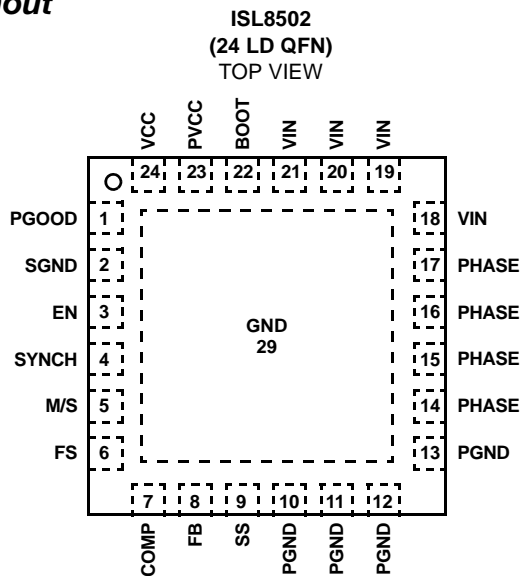 out
ISL8502
(24 LD QFN)
TOP VIEW
VCC
PVCC
BOOT
VIN
VIN
VIN
24
23
22
21
20
19
PGOOD 1
18 VIN
SGND 2
17 PHASE
EN 3
16 PHASE
SYNCH 4
15 PHASE
M/S 5
14 PHASE
FS 6
13 PGND
GND
29
7
8
9
10
11
12
COMP
FB
SS
PGND
PGND
PGND